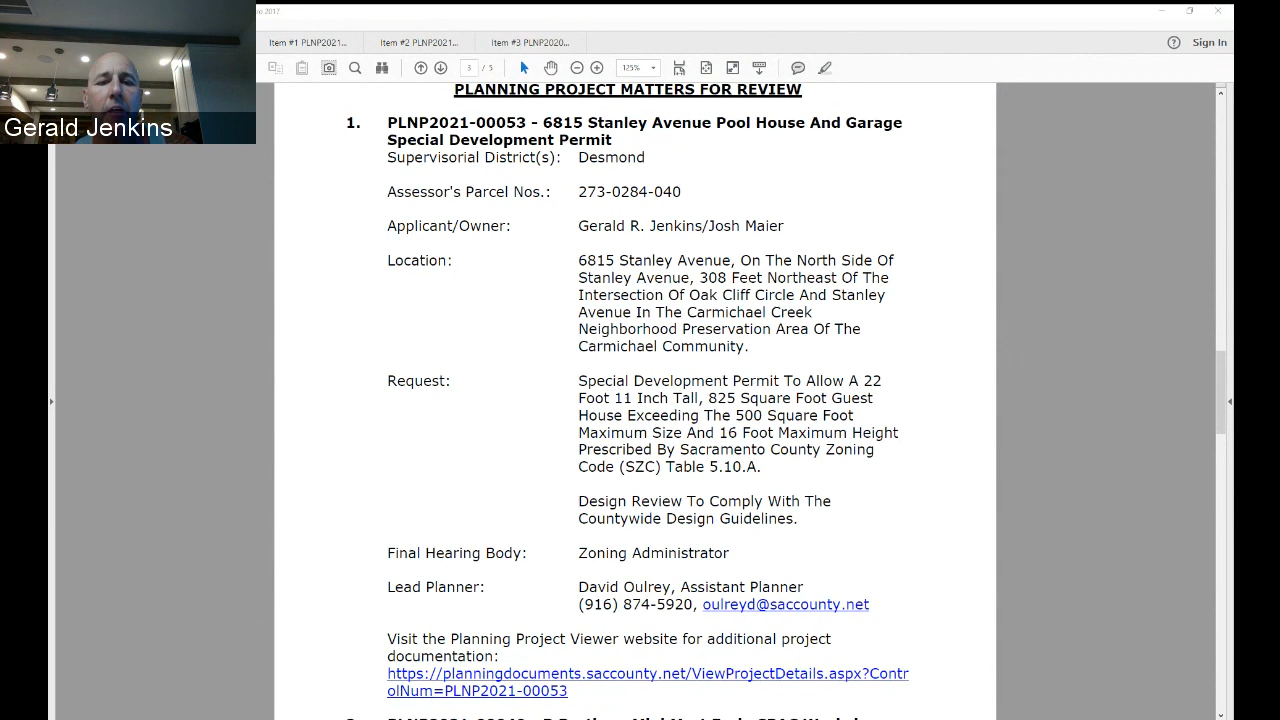 2017
Item #1 PLNP2021...
Item #2 PLNP2021...
Item #3 PLNP2020...
Sign In
3 / 5
125%
Gerald Jenkins
PLANNING PROJECT MATTERS FOR REVIEW
1. PLNP2021-00053 - 6815 Stanley Avenue Pool House And Garage
Special Development Permit
Supervisorial District(s): Desmond
Assessor's Parcel Nos.: 273-0284-040
Applicant/Owner: Gerald R. Jenkins/Josh Maier
Location: 6815 Stanley Avenue, On The North Side Of
Stanley Avenue, 308 Feet Northeast Of The
Intersection Of Oak Cliff Circle And Stanley
Avenue In The Carmichael Creek
Neighborhood Preservation Area Of The
Carmichael Community.
Request: Special Development Permit To Allow A 22
Foot 11 Inch Tall, 825 Square Foot Guest
House Exceeding The 500 Square Foot
Maximum Size And 16 Foot Maximum Height
Prescribed By Sacramento County Zoning
Code (SZC) Table 5.10.A.
Design Review To Comply With The
Countywide Design Guidelines.
Final Hearing Body: Zoning Administrator
Lead Planner: David Oulrey, Assistant Planner
(916) 874-5920, oulreyd@saccounty.net
Visit the Planning Project Viewer website for additional project
documentation:
https://planningdocuments.saccounty.net/ViewProjectDetails.aspx?Contr
olNum=PLNP2021-00053